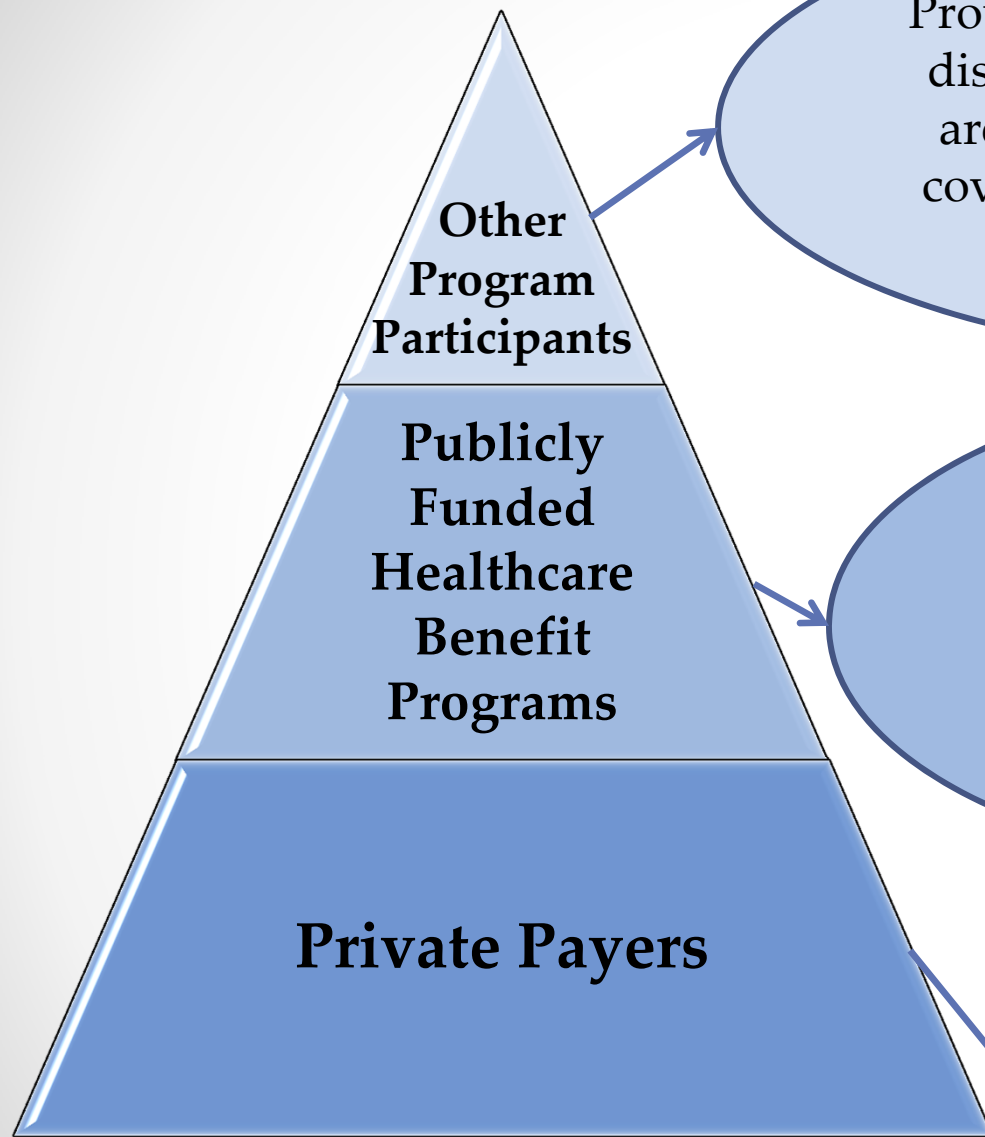 Other
Program
Participants
Publicly
Funded
Healthcare
Benefit
Programs
Private Payers